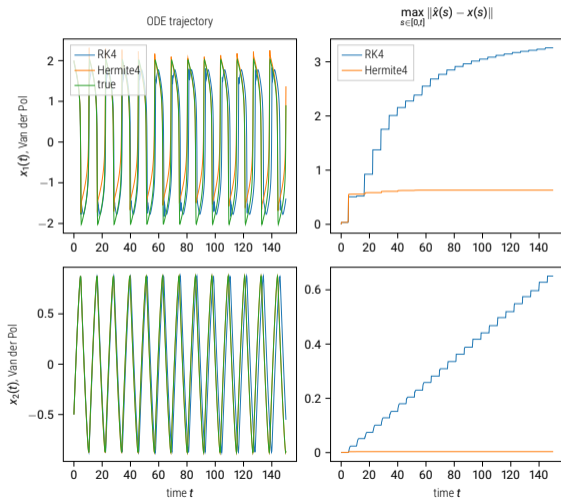 ODE trajectory
max s∈[0,t] ‖x̂(s) − x(s)‖
RK4
Hermite4
true
RK4
Hermite4
x₁(t), Van der Pol
2
1
0
−1
−2
0 20 40 60 80 100 120 140
3
2
1
0
0 20 40 60 80 100 120 140
x₂(t), Van der Pol
0.5
0
−0.5
0 20 40 60 80 100 120 140
time t
RK4
Hermite4
0.6
0.4
0.2
0
0 20 40 60 80 100 120 140
time t